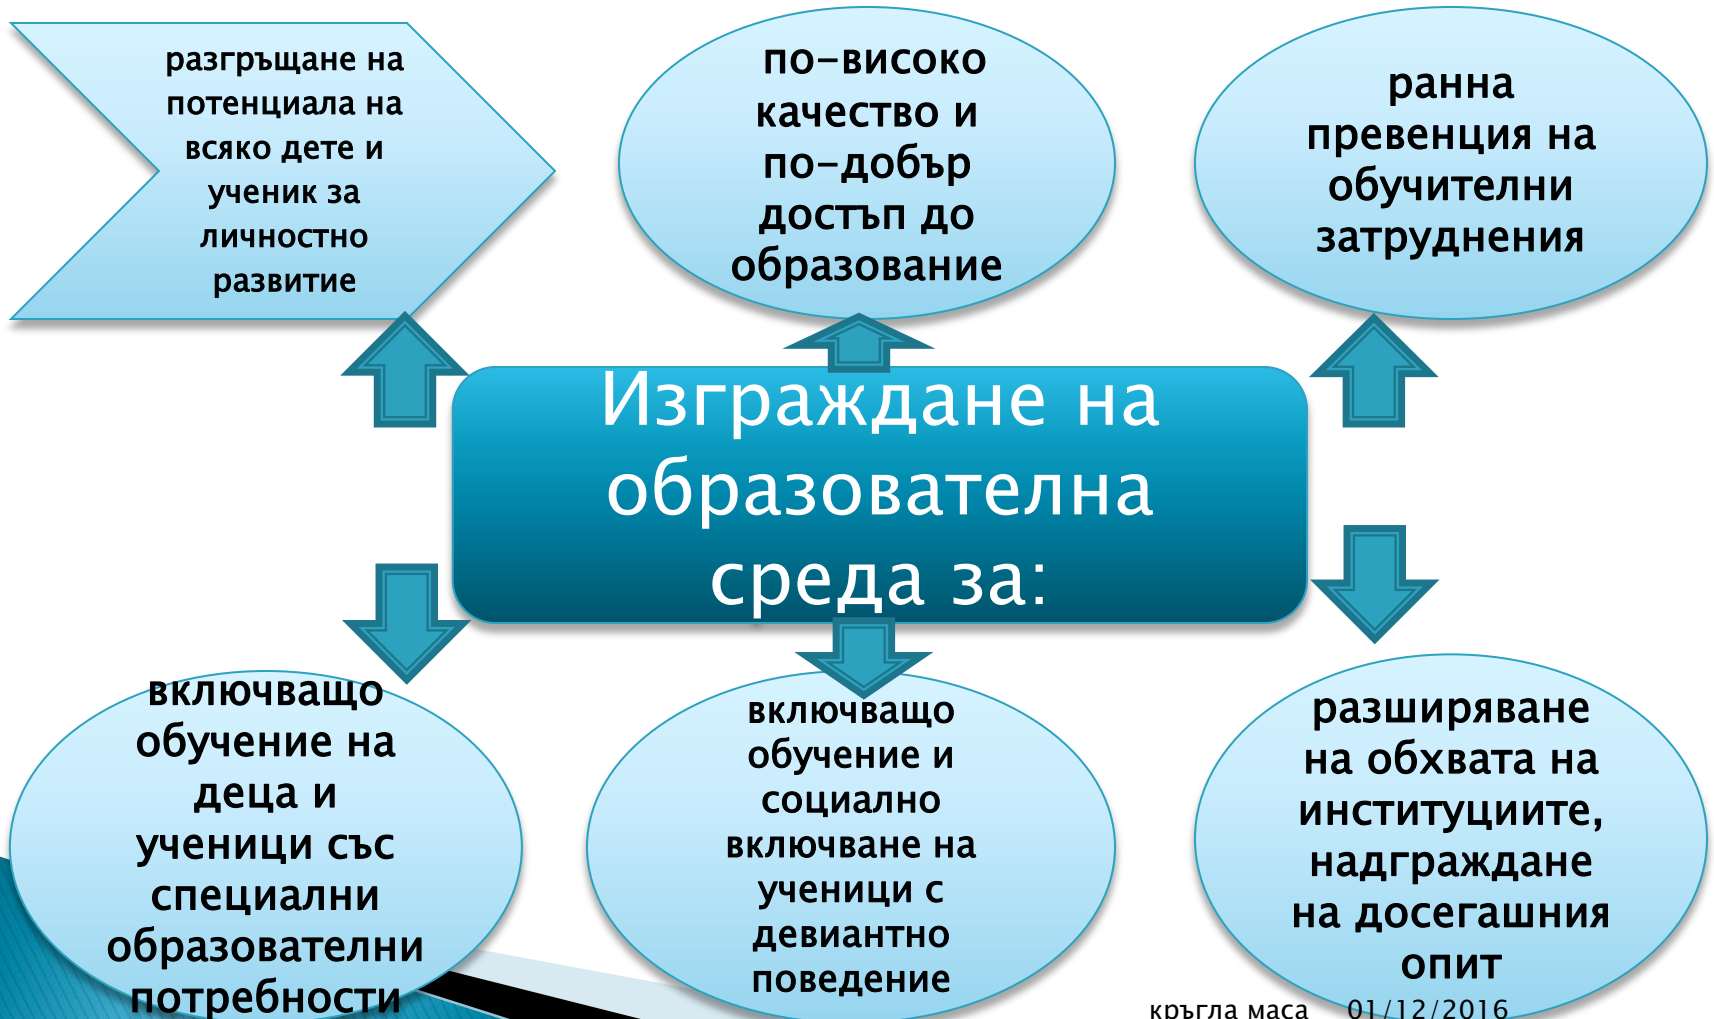 разгръщане на
потенциала на
всяко дете и
ученик за
личностно
развитие
по-високо
качество и
по-добър
достъп до
образование
ранна
превенция на
обучителни
затруднения
Изграждане на
образователна
среда за:
включващо
обучение на
деца и
ученици със
специални
образователни
потребности
включващо
обучение и
социално
включване на
ученици с
девиантно
поведение
разширяване
на обхвата на
институциите,
надграждане
на досегашния
опит
кръгла маса 01/12/2016